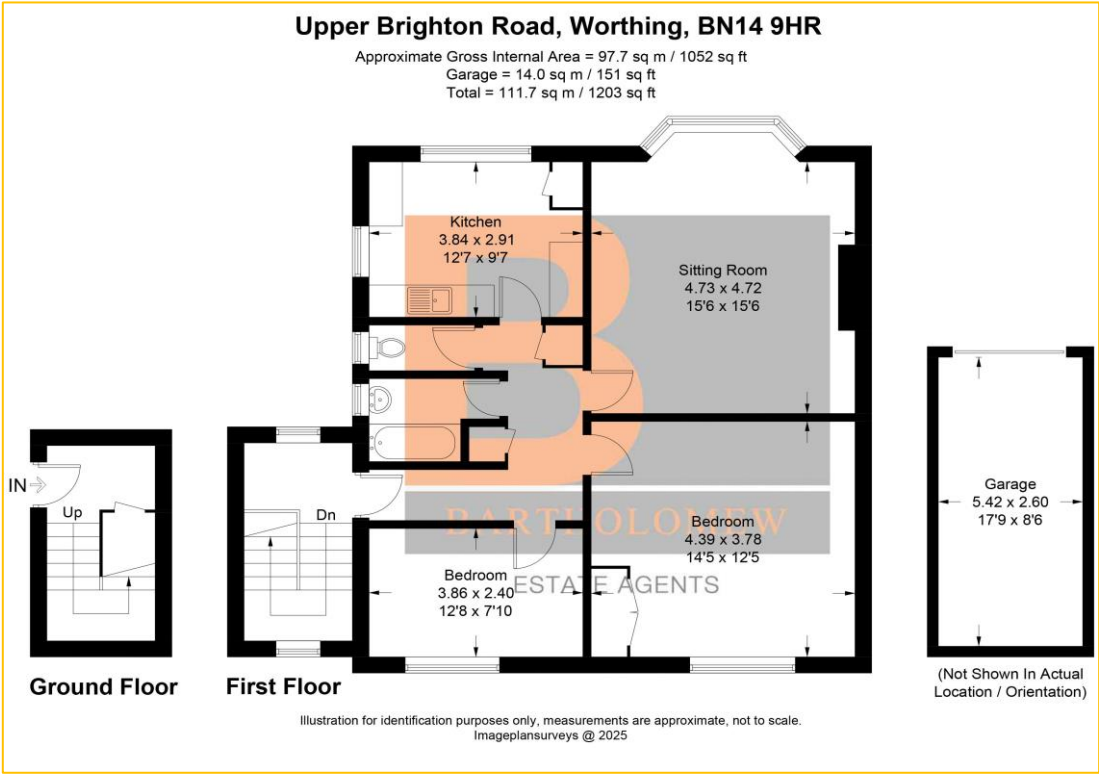 Upper Brighton Road, Worthing, BN14 9HR
Approximate Gross Internal Area = 97.7 sq m / 1052 sq ft
Garage = 14.0 sq m / 151 sq ft
Total = 111.7 sq m / 1203 sq ft
Kitchen
3.84 x 2.91
12'7 x 9'7
Sitting Room
4.73 x 4.72
15'6 x 15'6
IN
Up
Dn
Garage
5.42 x 2.60
17'9 x 8'6
B
BARTHOLOMEW
ESTATE AGENTS
Bedroom
4.39 x 3.78
14'5 x 12'5
Bedroom
3.86 x 2.40
12'8 x 7'10
Ground Floor
First Floor
(Not Shown In Actual
Location / Orientation)
Illustration for identification purposes only, measurements are approximate, not to scale.
Imageplansurveys @ 2025